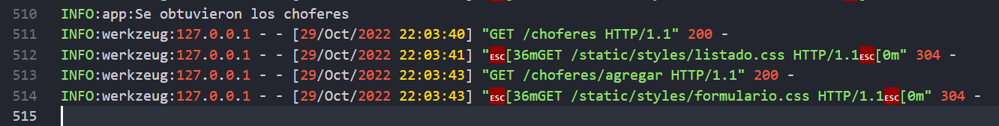 510 INFO:app:Se obtuvieron los choferes
511 INFO:werkzeug:127.0.0.1 - - [29/Oct/2022 22:03:40] "GET /choferes HTTP/1.1" 200 -
512 INFO:werkzeug:127.0.0.1 - - [29/Oct/2022 22:03:41] "ESC[36mGET /static/styles/listado.css HTTP/1.1ESC[0m" 304 -
513 INFO:werkzeug:127.0.0.1 - - [29/Oct/2022 22:03:43] "GET /choferes/agregar HTTP/1.1" 200 -
514 INFO:werkzeug:127.0.0.1 - - [29/Oct/2022 22:03:43] "ESC[36mGET /static/styles/formulario.css HTTP/1.1ESC[0m" 304 -
515